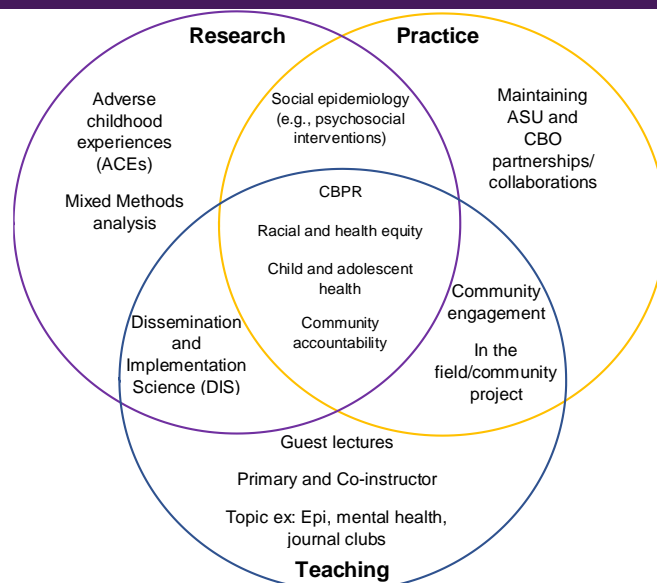 Research
Practice
Adverse
childhood
experiences
(ACEs)
Mixed Methods
analysis
Social epidemiology
(e.g., psychosocial
interventions)
Maintaining
ASU and
CBO
partnerships/
collaborations
CBPR
Racial and health equity
Child and adolescent
health
Community
accountability
Dissemination
and
Implementation
Science (DIS)
Community
engagement
In the
field/community
project
Guest lectures
Primary and Co-instructor
Topic ex: Epi, mental health,
journal clubs
Teaching